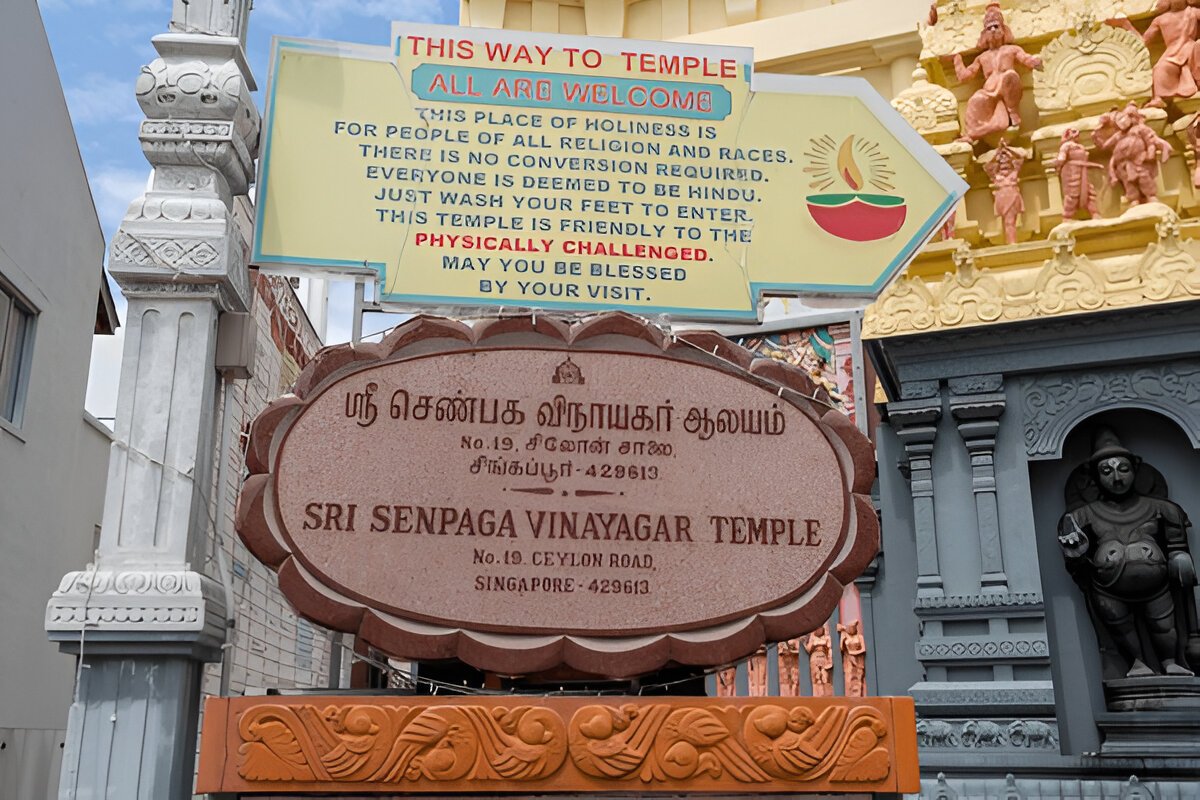 THIS WAY TO TEMPLE
ALL ARE WELCOME
THIS PLACE OF HOLINESS IS
FOR PEOPLE OF ALL RELIGION AND RACES.
THERE IS NO CONVERSION REQUIRED.
EVERYONE IS DEEMED TO BE HINDU.
JUST WASH YOUR FEET TO ENTER.
THIS TEMPLE IS FRIENDLY TO THE
PHYSICALLY CHALLENGED.
MAY YOU BE BLESSED
BY YOUR VISIT.
ஸ்ரீ செண்பக விநாயகர் ஆலயம்
No.19, சிலோன் சாலை,
சிங்கப்பூர் - 429613
SRI SENPAGA VINAYAGAR TEMPLE
No.19. CEYLON ROAD,
SINGAPORE - 429613